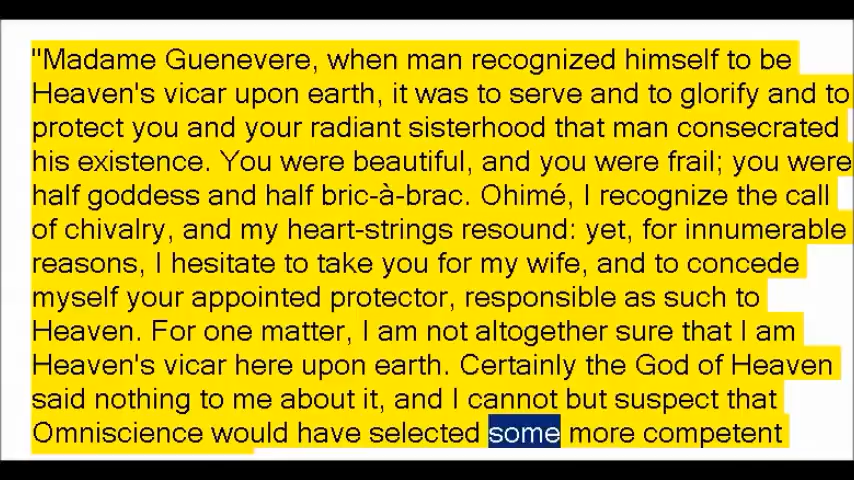 "Madame Guenevere, when man recognized himself to be
Heaven's vicar upon earth, it was to serve and to glorify and to
protect you and your radiant sisterhood that man consecrated
his existence. You were beautiful, and you were frail; you were
half goddess and half bric-à-brac. Ohimé, I recognize the call
of chivalry, and my heart-strings resound: yet, for innumerable
reasons, I hesitate to take you for my wife, and to concede
myself your appointed protector, responsible as such to
Heaven. For one matter, I am not altogether sure that I am
Heaven's vicar here upon earth. Certainly the God of Heaven
said nothing to me about it, and I cannot but suspect that
Omniscience would have selected some more competent